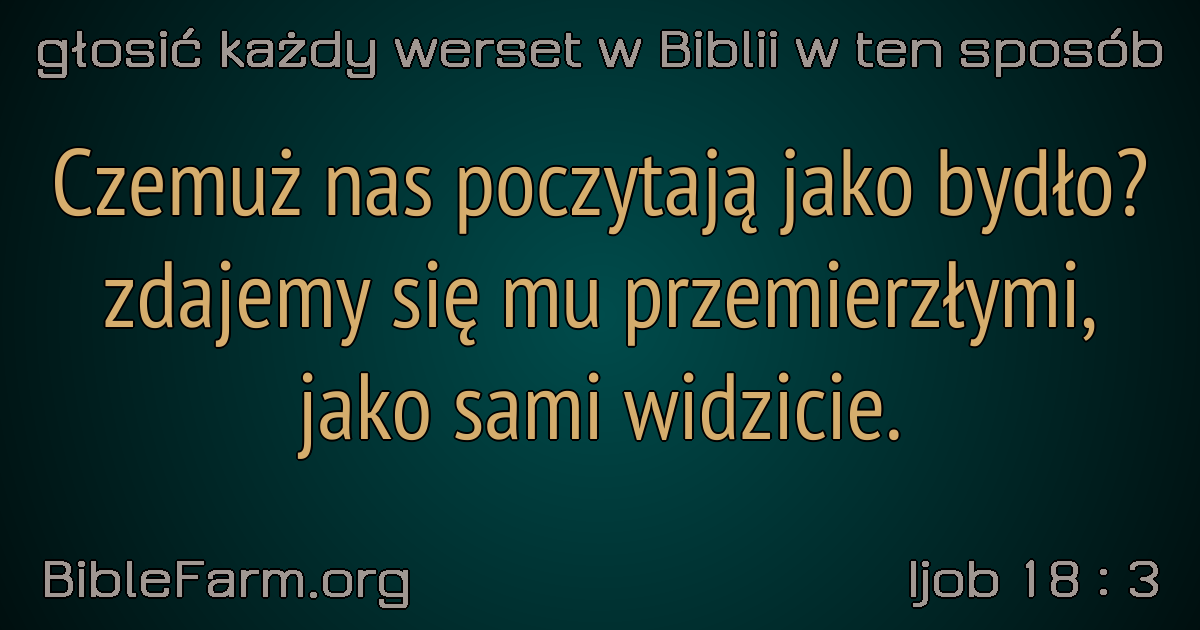 głosić każdy werset w Biblii w ten sposób
Czemuż nas poczytają jako bydło?
zdajemy się mu przemierzłymi,
jako sami widzicie.
BibleFarm.org
Ijob 18 : 3